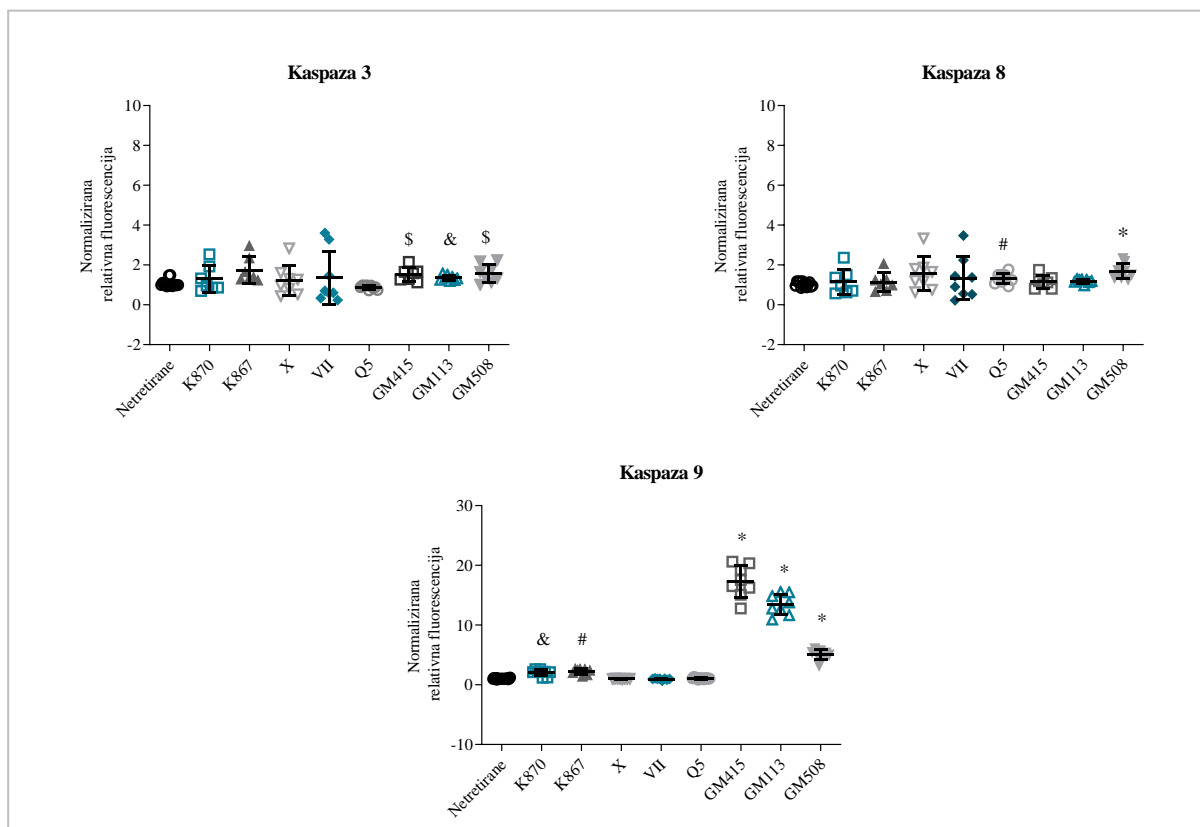 Kaspaza 3
Normalizirana
relativna fluorescencija
10
8
6
4
2
0
-2
$
&
$
Netretirane
K870
K867
X
VII
Q5
GM415
GM113
GM508
Kaspaza 8
Normalizirana
relativna fluorescencija
10
8
6
4
2
0
-2
#
*
Netretirane
K870
K867
X
VII
Q5
GM415
GM113
GM508
Kaspaza 9
Normalizirana
relativna fluorescencija
30
20
10
0
-10
&
#
*
*
*
Netretirane
K870
K867
X
VII
Q5
GM415
GM113
GM508